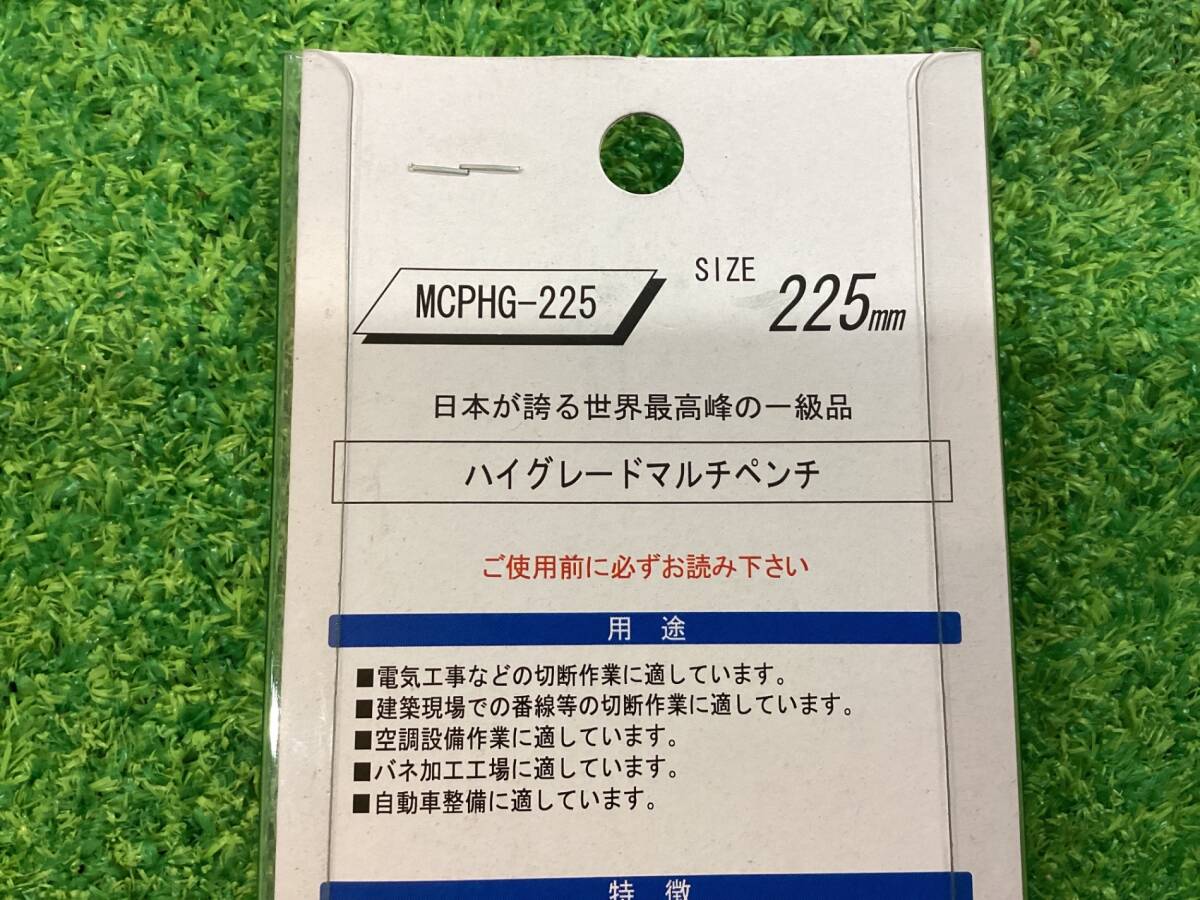 MCPHG-225
SIZE 225mm
日本が誇る世界最高峰の一級品
ハイグレードマルチペンチ
ご使用前に必ずお読み下さい
用 途
■電気工事などの切断作業に適しています。
■建築現場での番線等の切断作業に適しています。
■空調設備作業に適しています。
■バネ加工工場に適しています。
■自動車整備に適しています。
特 徴